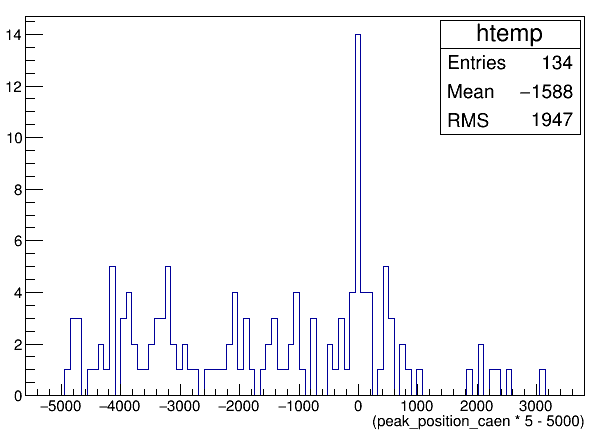 htemp
Entries 134
Mean −1588
RMS 1947
14
12
10
8
6
4
2
0
−5000 −4000 −3000 −2000 −1000 0 1000 2000 3000
(peak_position_caen * 5 - 5000)